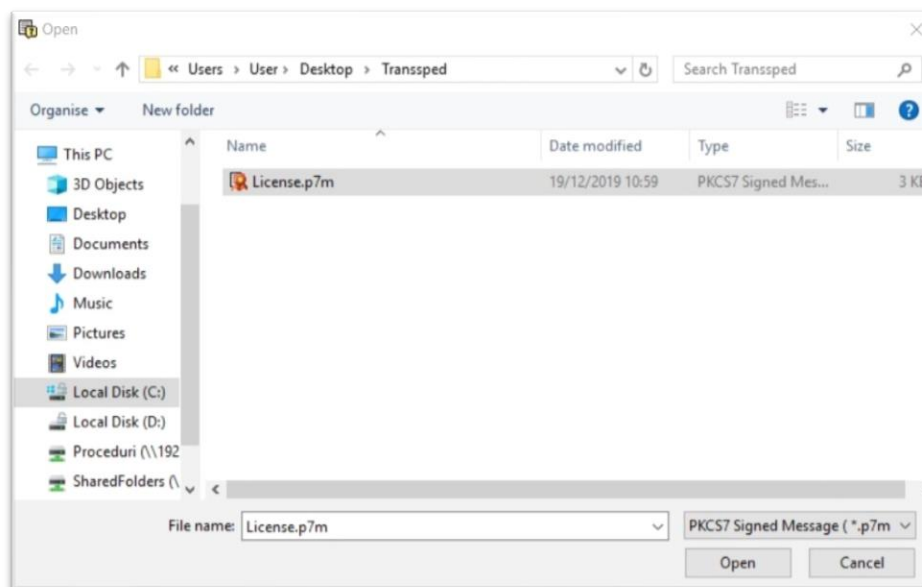 Open
« Users > User > Desktop > Transsped
Search Transsped
Organise
New folder
Name
Date modified
Type
Size
License.p7m
19/12/2019 10:59
PKCS7 Signed Mes...
3 K
This PC
3D Objects
Desktop
Documents
Downloads
Music
Pictures
Videos
Local Disk (C:)
Local Disk (D:)
Proceduri (\\192
SharedFolders (\
File name:
License.p7m
PKCS7 Signed Message ( *.p7m
Open
Cancel